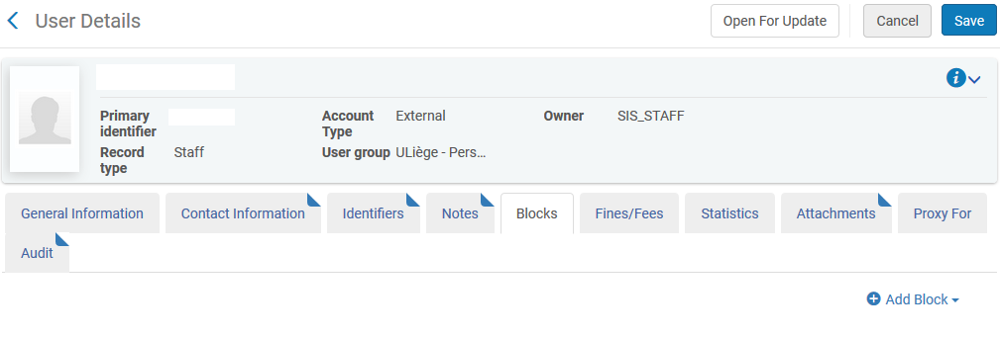 User Details
Open For Update
Cancel
Save
Primary identifier
Account Type
External
Owner
SIS_STAFF
Record type
Staff
User group
ULiège - Pers...
General Information
Contact Information
Identifiers
Notes
Blocks
Fines/Fees
Statistics
Attachments
Proxy For
Audit
Add Block